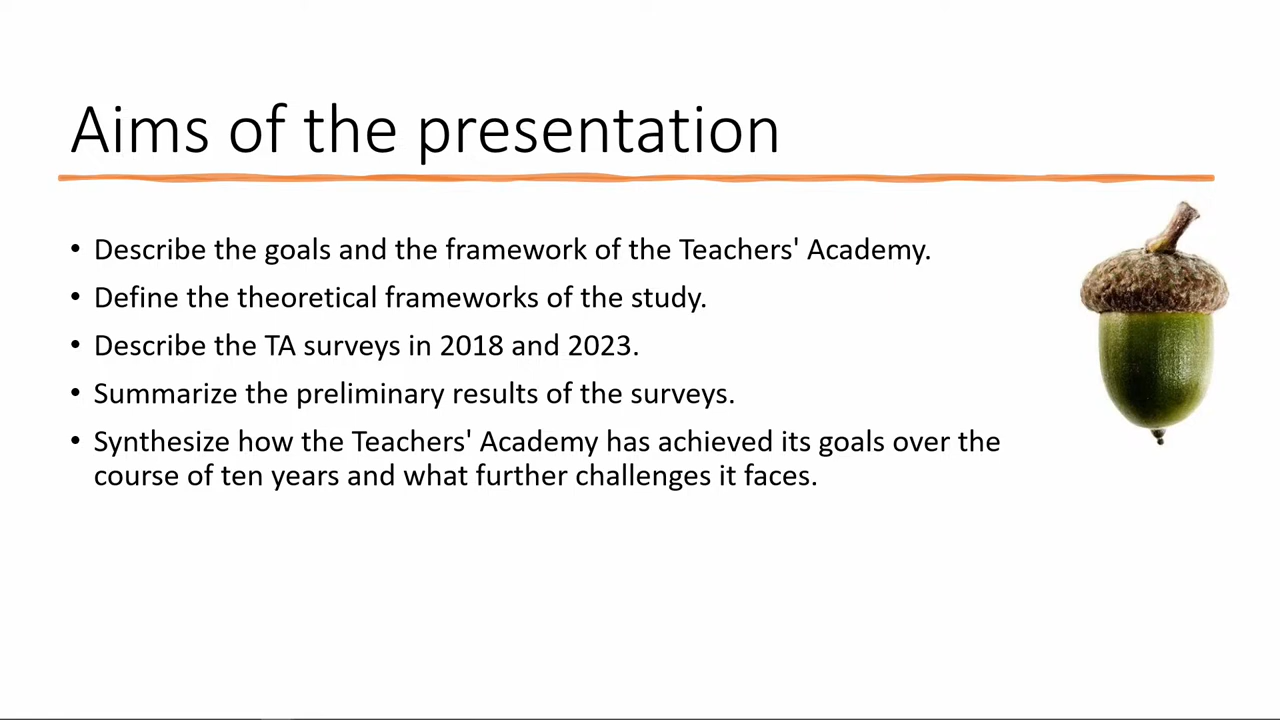 Aims of the presentation
• Describe the goals and the framework of the Teachers' Academy.
• Define the theoretical frameworks of the study.
• Describe the TA surveys in 2018 and 2023.
• Summarize the preliminary results of the surveys.
• Synthesize how the Teachers' Academy has achieved its goals over the
course of ten years and what further challenges it faces.